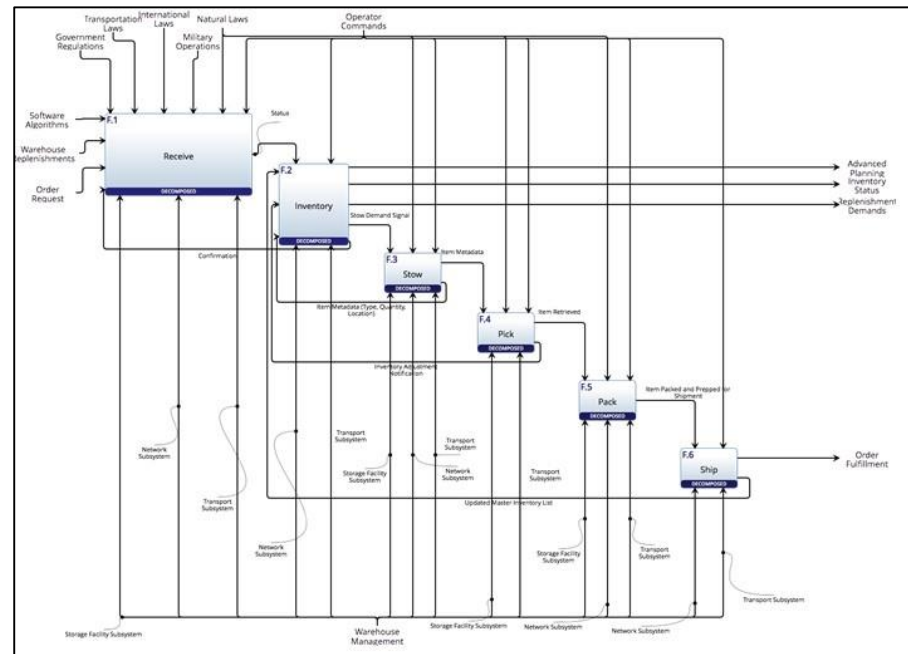 Transportation
Laws
International
Laws
Natural Laws
Operator
Commands
Government
Regulations
Military
Operations
Software
Algorithms
Warehouse
Replenishments
Order
Request
F.1
Receive
DECOMPOSED
Status
F.2
Inventory
DECOMPOSED
Advanced
Planning
Inventory
Status
Replenishment
Demands
Stow Demand Signal
Confirmation
F.3
Stow
DECOMPOSED
Item Metadata
Item Metadata (Type, Quantity,
Location)
F.4
Pick
DECOMPOSED
Item Retrieved
Inventory Adjustment
Notification
F.5
Pack
DECOMPOSED
Item Packed and Prepped for
Shipment
F.6
Ship
DECOMPOSED
Order
Fulfillment
Updated Master Inventory List
Network
Subsystem
Transport
Subsystem
Network
Subsystem
Transport
Subsystem
Storage Facility
Subsystem
Transport
Subsystem
Network
Subsystem
Transport
Subsystem
Storage Facility
Subsystem
Transport
Subsystem
Transport Subsystem
Storage Facility Subsystem
Warehouse
Management
Storage Facility Subsystem
Network Subsystem
Network Subsystem